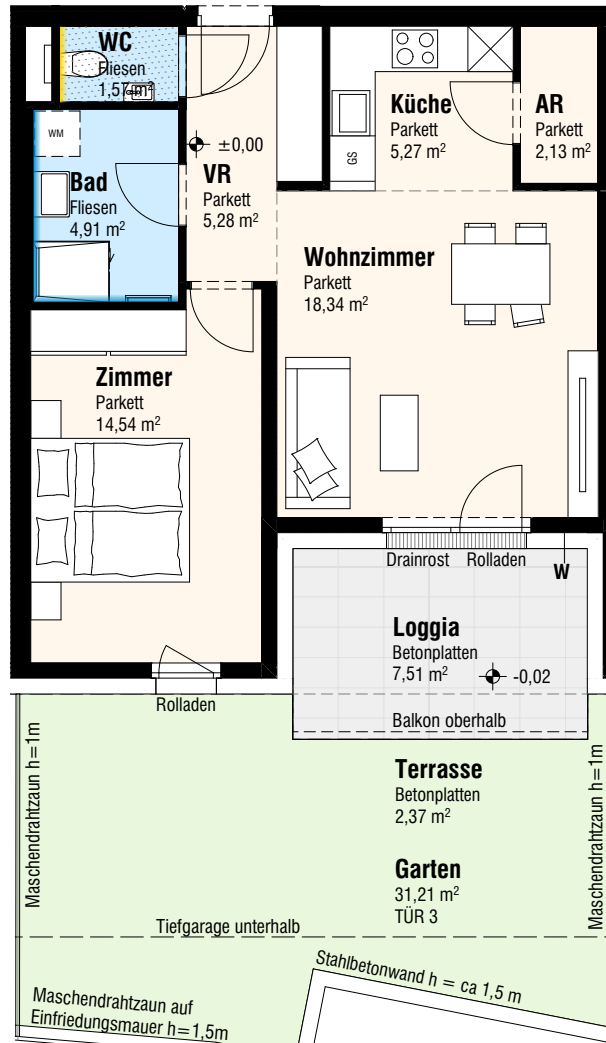 WC
Fliesen
1,57 m²
WM
Bad
Fliesen
4,91 m²
±0,00
VR
Parkett
5,28 m²
GS
Küche
Parkett
5,27 m²
AR
Parkett
2,13 m²
Wohnzimmer
Parkett
18,34 m²
Zimmer
Parkett
14,54 m²
Drainrost
Rolladen
W
Loggia
Betonplatten
7,51 m²
-0,02
Rolladen
Balkon oberhalb
Maschendrahtzaun h=1m
Terrasse
Betonplatten
2,37 m²
Maschendrahtzaun h=1m
Garten
31,21 m²
TÜR 3
Tiefgarage unterhalb
Stahlbetonwand h = ca 1,5 m
Maschendrahtzaun auf
Einfriedungsmauer h=1,5m